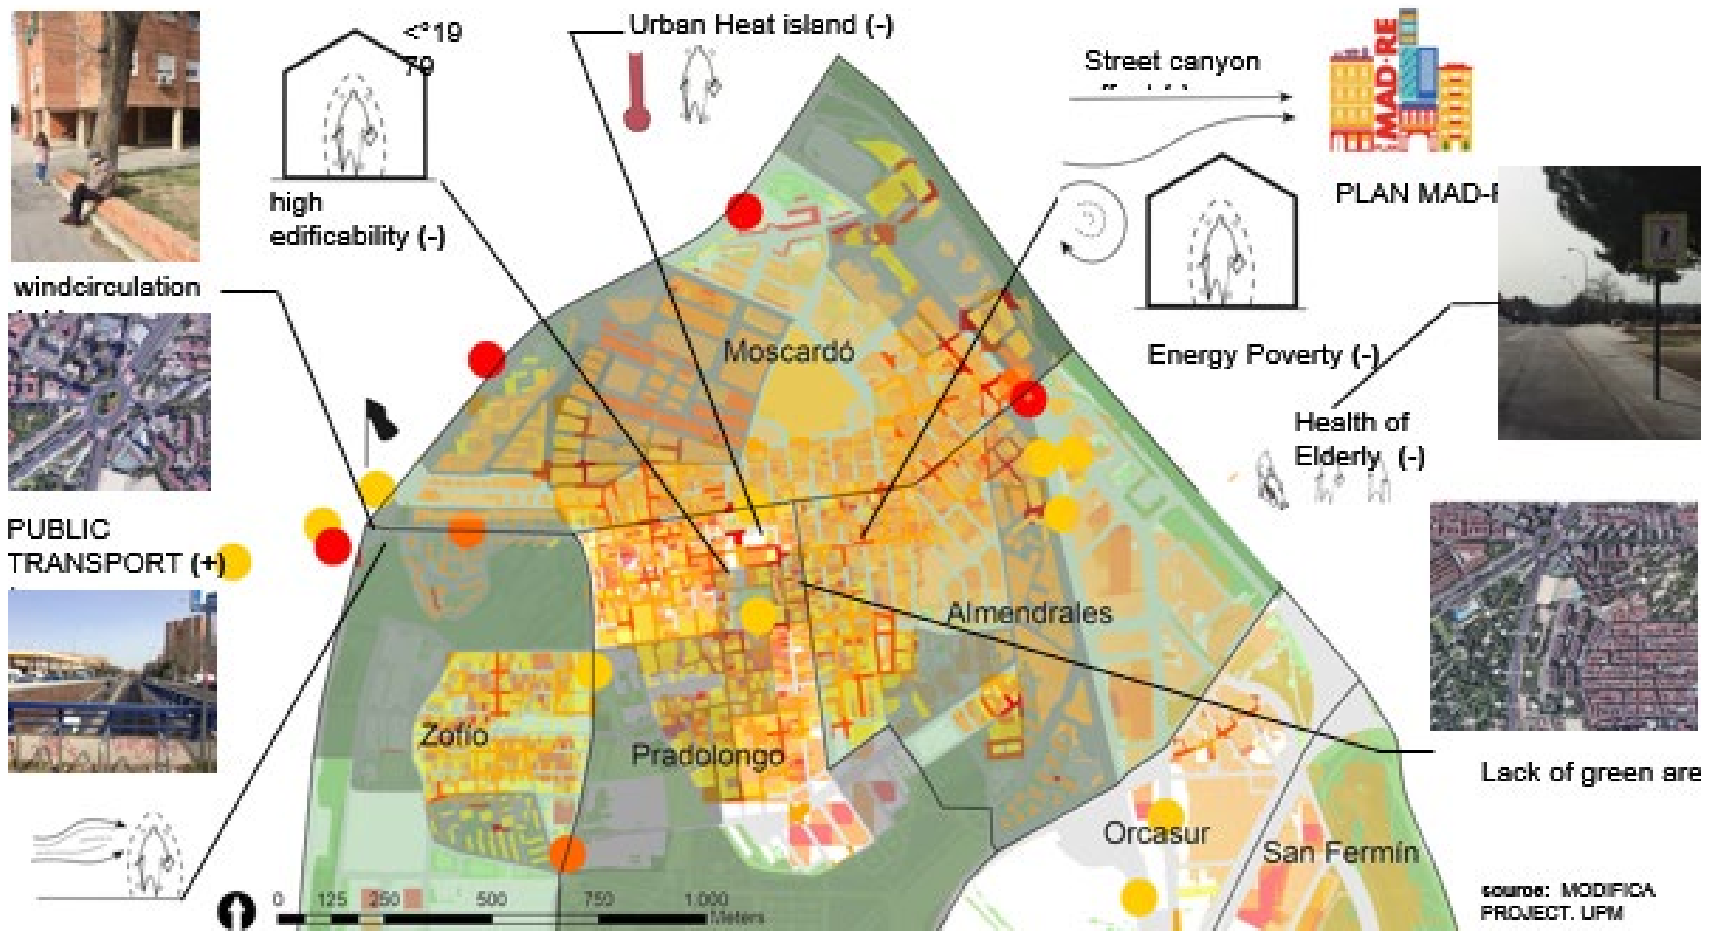 <°19
79
Urban Heat island (-)
Street canyon
MAD-RE
PLAN MAD-R
high
edificability (-)
windcirculation
Moscardó
Energy Poverty (-)
Health of
Elderly (-)
PUBLIC
TRANSPORT (+)
Almendrales
Zofío
Pradolongo
Lack of green are
Orcasur
San Fermín
0 125 250 500 750 1.000
Meters
source: MODIFICA
PROJECT. UPM